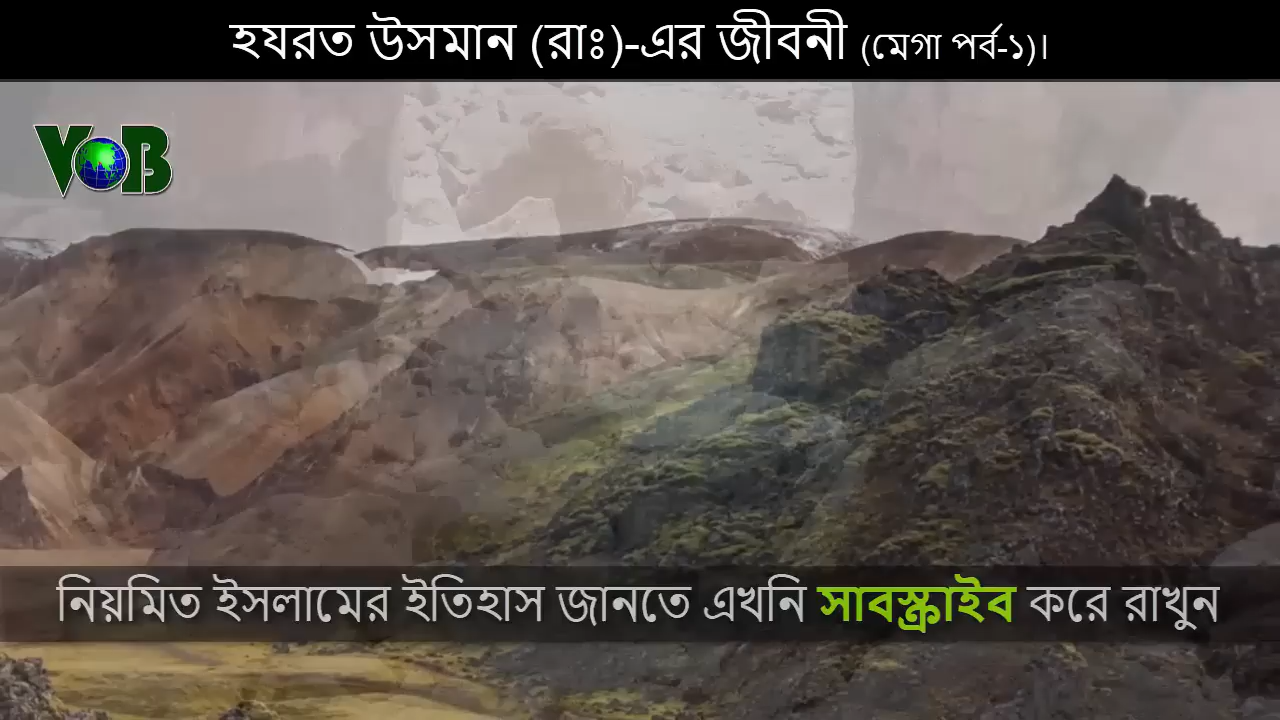 হযরত উসমান (রাঃ)-এর জীবনী (মেগা পর্ব-১)।
VOB
নিয়মিত ইসলামের ইতিহাস জানতে এখনি সাবস্ক্রাইব করে রাখুন